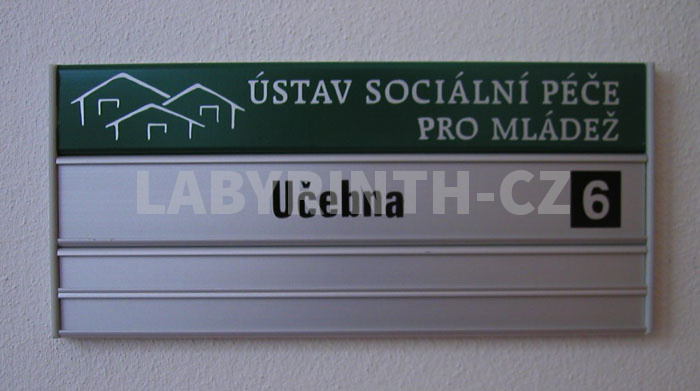 ÚSTAV SOCIÁLNÍ PÉČE
PRO MLÁDEŽ
LABYRINTH-CZ
Učebna 6